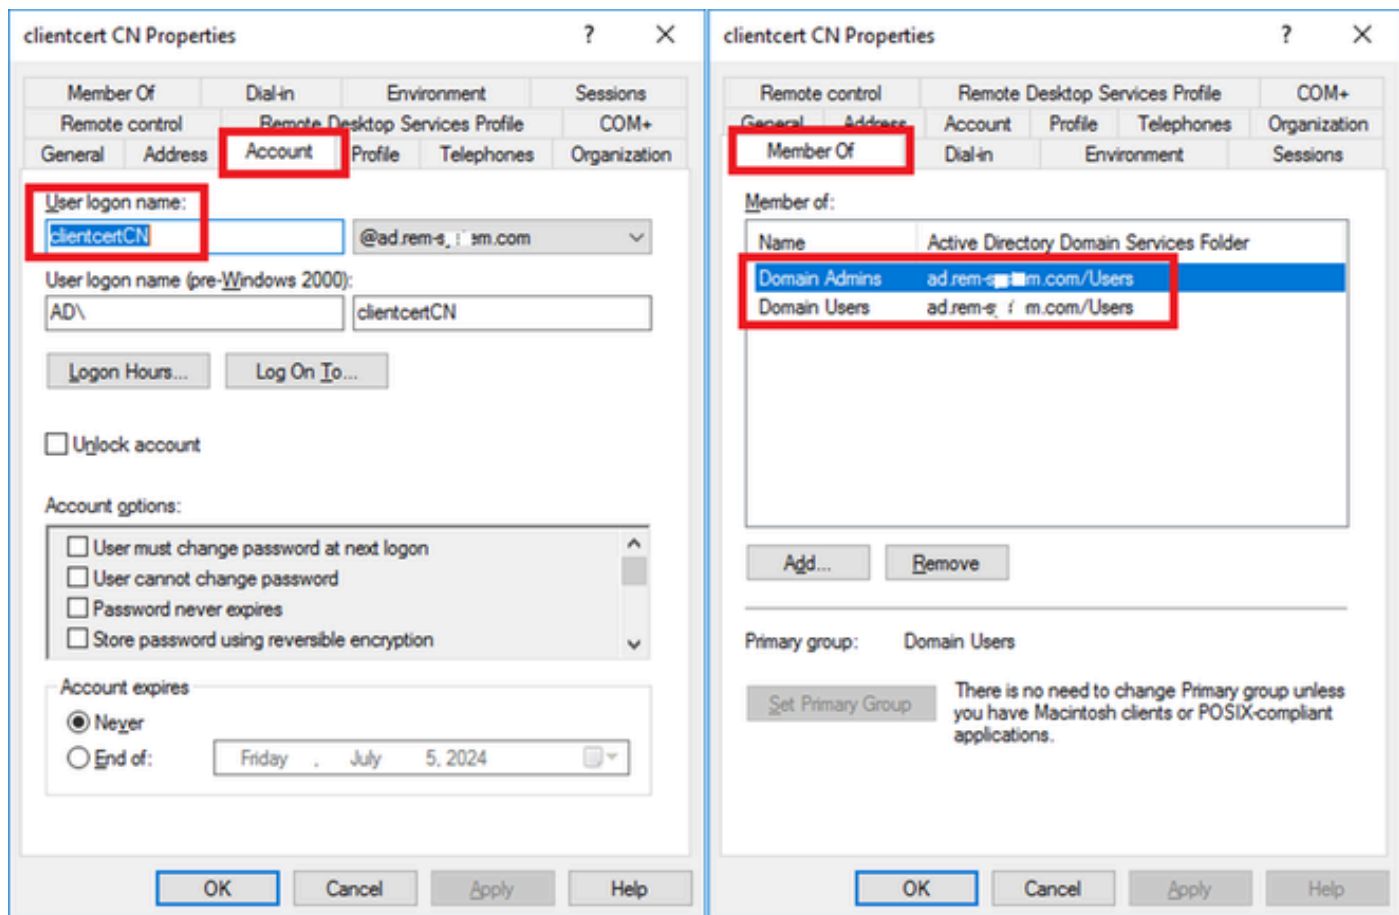 clientcert CN Properties ? ×
Member Of Dial-in Environment Sessions
Remote control Remote Desktop Services Profile COM+
General Address Account Profile Telephones Organization
User logon name:
clientcertCN
User logon name (pre-Windows 2000):
AD\ clientcertCN
Logon Hours... Log On To...
Unlock account
Account options:
User must change password at next logon
User cannot change password
Password never expires
Store password using reversible encryption
Account expires
Never
End of: Friday , July 5, 2024
OK Cancel Apply Help
clientcert CN Properties ? ×
Remote control Remote Desktop Services Profile COM+
General Address Account Profile Telephones Organization
Member Of Dial-in Environment Sessions
Member of:
Name Active Directory Domain Services Folder
Domain Admins
Domain Users
Add... Remove
Primary group: Domain Users
Set Primary Group
There is no need to change Primary group unless
you have Macintosh clients or POSIX-compliant
applications.
OK Cancel Apply Help